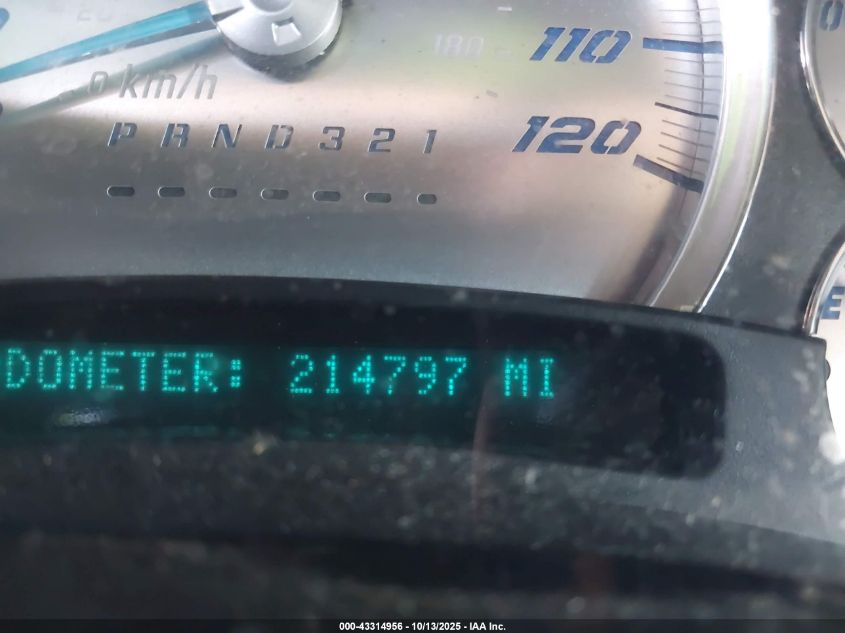 180 110
0 km/h
120
P R N D 3 2 1
DOMETER: 214797 MI
E
000-43314956 - 10/13/2025 - IAA Inc.